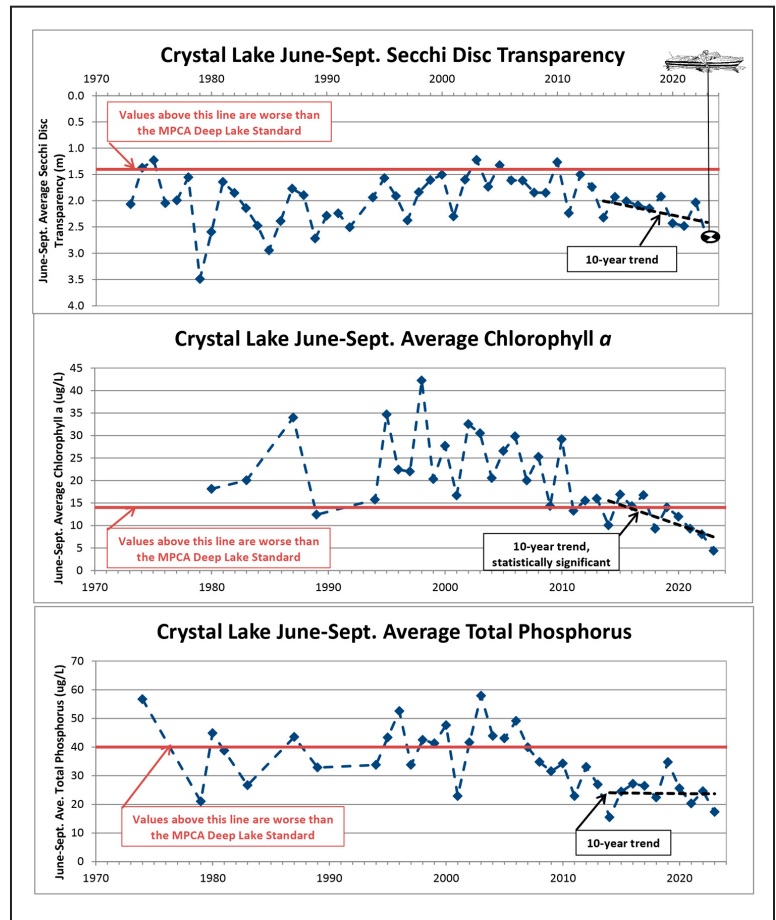 Crystal Lake June-Sept. Secchi Disc Transparency
1970 1980 1990 2000 2010 2020
June-Sept. Average Secchi Disc
Transparency (m)
0.0
0.5
1.0
1.5
2.0
2.5
3.0
3.5
4.0
Values above this line are worse than
the MPCA Deep Lake Standard
10-year trend
Crystal Lake June-Sept. Average Chlorophyll a
June-Sept. Average Chlorophyll a (ug/L)
45
40
35
30
25
20
15
10
5
0
Values above this line are worse than
the MPCA Deep Lake Standard
10-year trend,
statistically significant
1970 1980 1990 2000 2010 2020
Crystal Lake June-Sept. Average Total Phosphorus
June-Sept. Ave. Total Phosphorus (ug/L)
70
60
50
40
30
20
10
0
Values above this line are worse than
the MPCA Deep Lake Standard
10-year trend
1970 1980 1990 2000 2010 2020